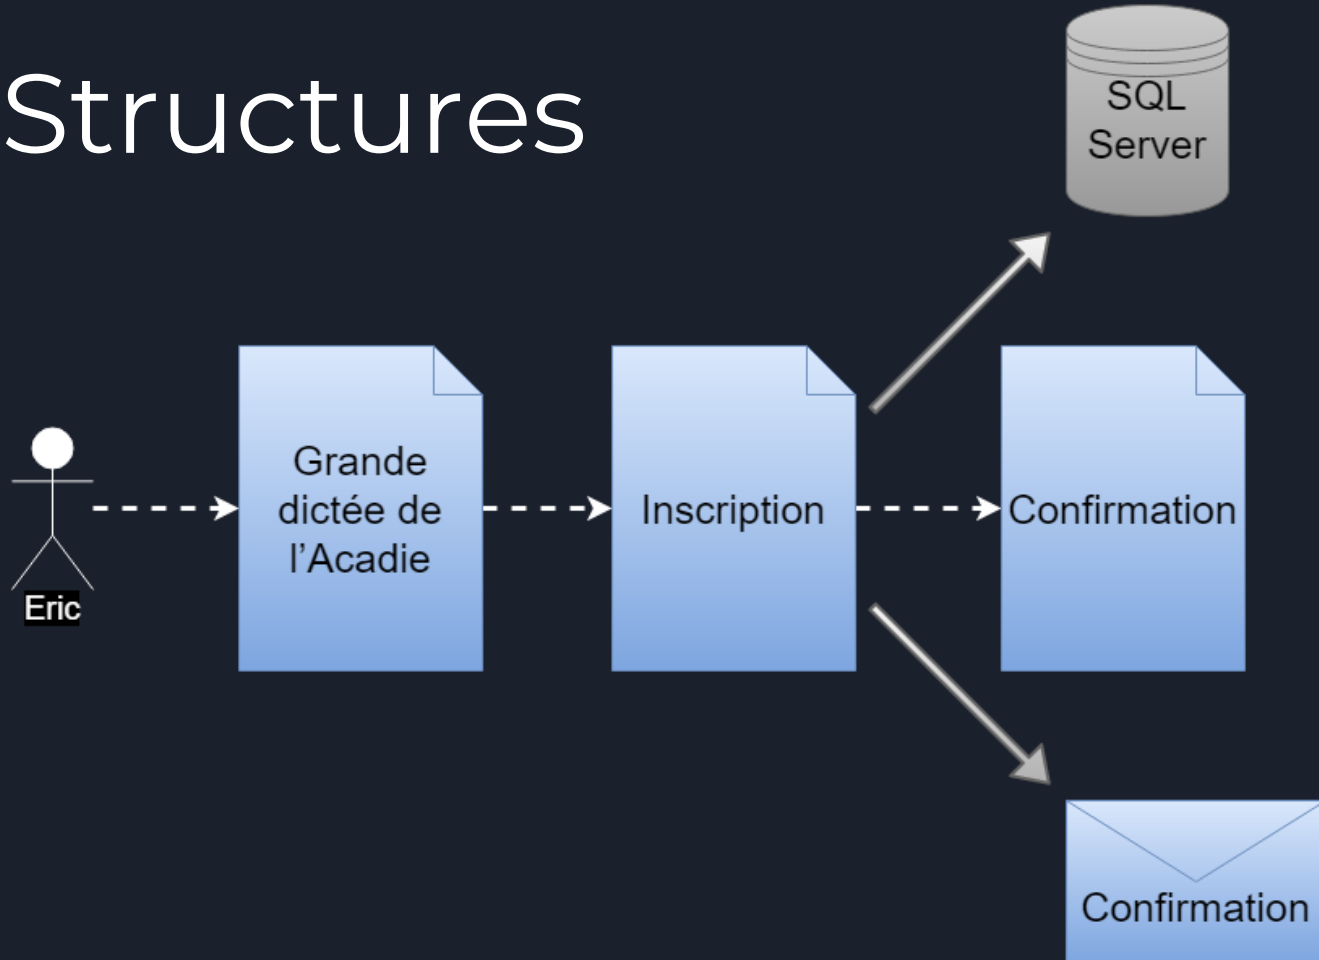 Structures
SQL
Server
Grande
dictée de
l’Acadie
Inscription
Confirmation
Eric
Confirmation